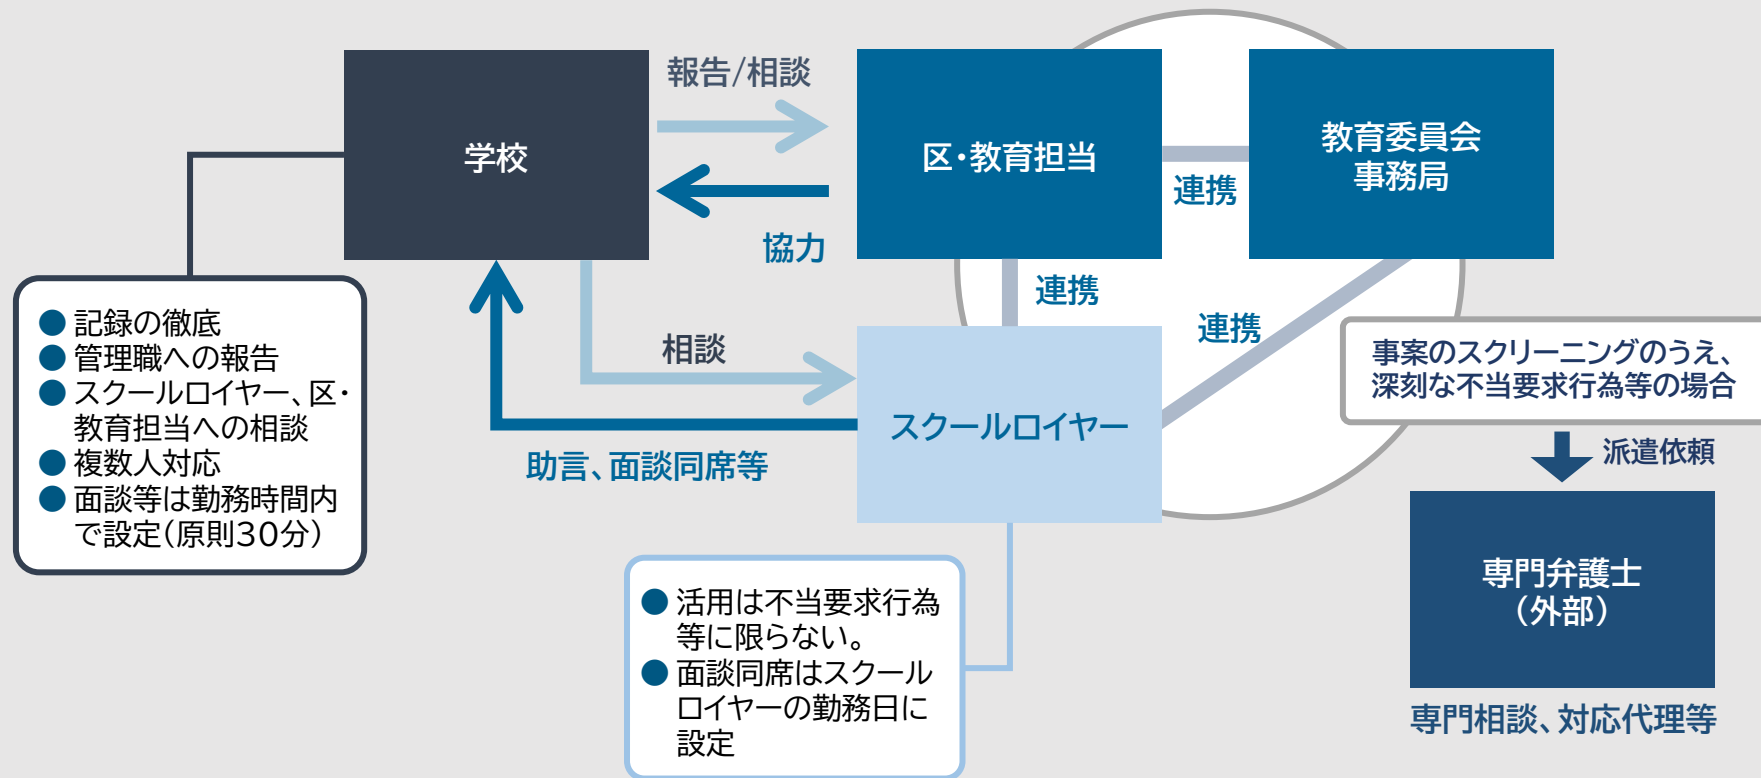 学校
報告/相談
協力
区・教育担当
連携
教育委員会
事務局
連携
連携
● 記録の徹底
● 管理職への報告
● スクールロイヤー、区・
教育担当への相談
● 複数人対応
● 面談等は勤務時間内
で設定(原則30分)
相談
助言、面談同席等
スクールロイヤー
● 活用は不当要求行為
等に限らない。
● 面談同席はスクール
ロイヤーの勤務日に
設定
事案のスクリーニングのうえ、
深刻な不当要求行為等の場合
派遣依頼
専門弁護士
(外部)
専門相談、対応代理等